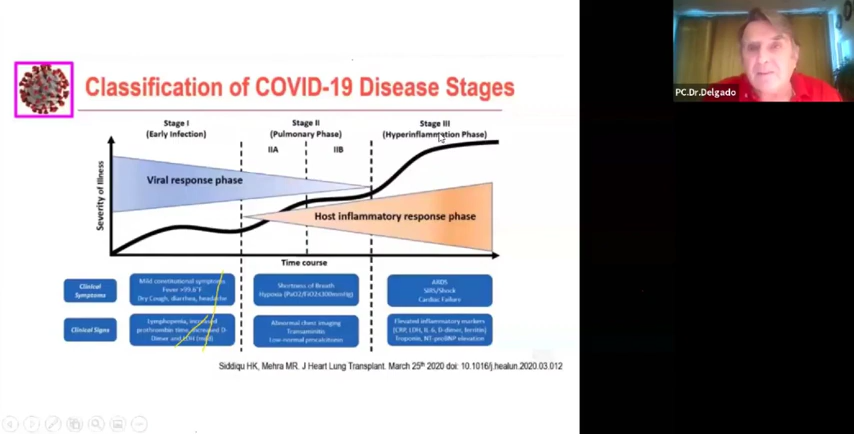 PC.Dr.Delgado
Classification of COVID-19 Disease Stages
Stage I
(Early Infection)
Stage II
(Pulmonary Phase)
Stage III
(Hyperinflammation Phase)
IIA
IIB
Severity of Illness
Viral response phase
Host inflammatory response phase
Time course
Clinical
Symptoms
Mild constitutional symptoms
Fever >99.6°F
Dry Cough, diarrhea, headache
Shortness of Breath
Hypoxia (PaO2/FiO2≤300mmHg)
ARDS
SIRS/Shock
Cardiac Failure
Clinical Signs
Lymphopenia, increased
prothrombin time, increased D-
Dimer and LDH (mild)
Abnormal chest imaging
Transaminitis
Low-normal procalcitonin
Elevated inflammatory markers
(CRP, LDH, IL-6, D-dimer, ferritin)
Troponin, NT-proBNP elevation
Siddiqu HK, Mehra MR. J Heart Lung Transplant. March 25th 2020 doi: 10.1016/j.healun.2020.03.012